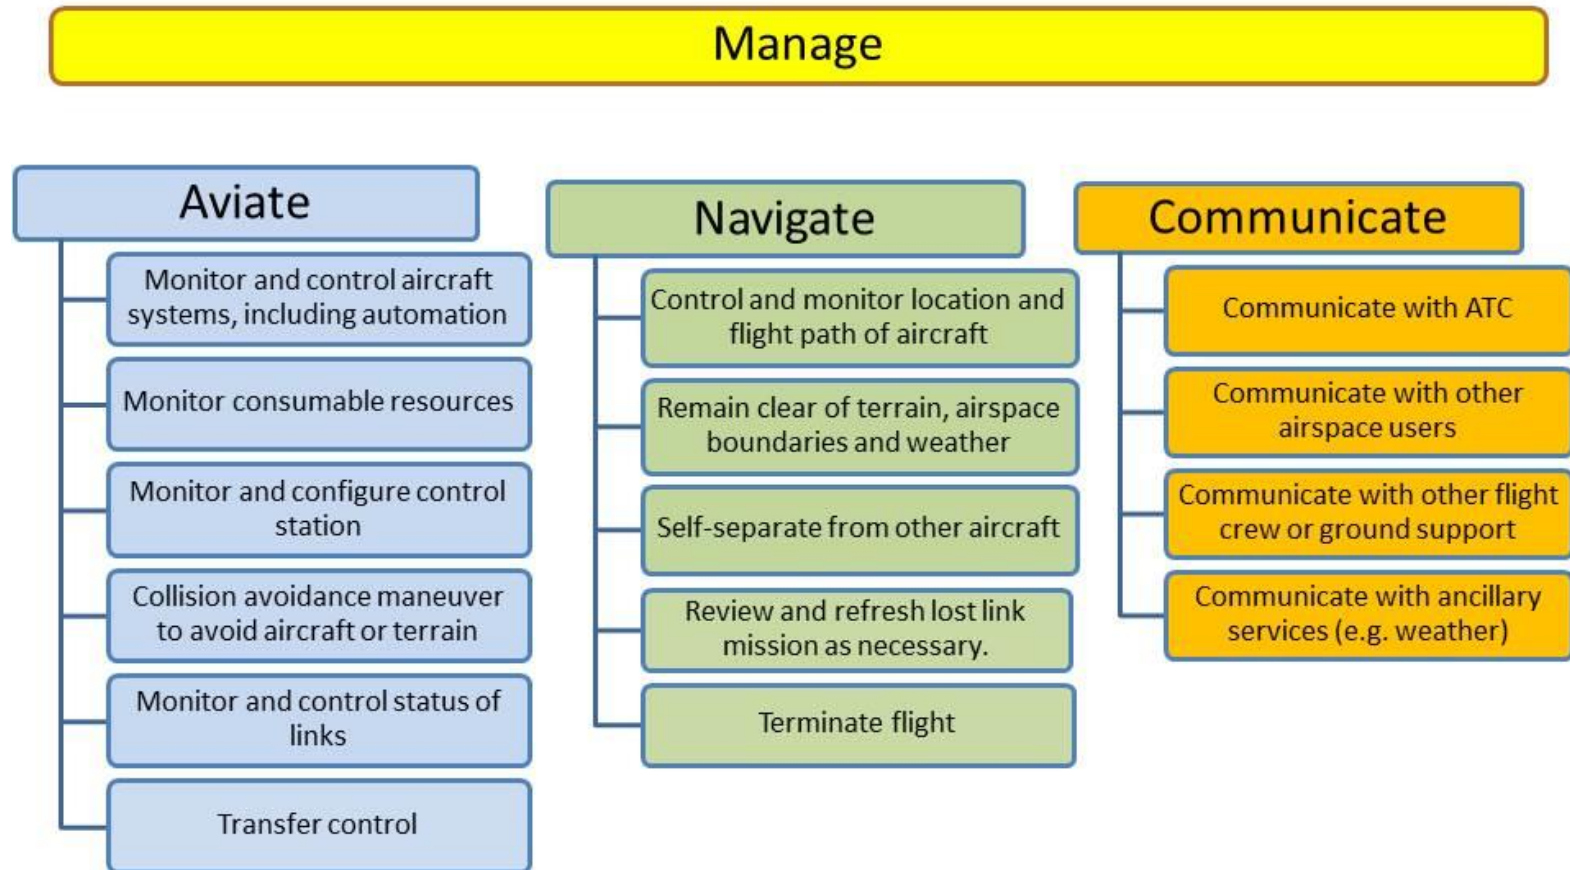 Manage
Aviate
Monitor and control aircraft
systems, including automation
Monitor consumable resources
Monitor and configure control
station
Collision avoidance maneuver
to avoid aircraft or terrain
Monitor and control status of
links
Transfer control
Navigate
Control and monitor location and
flight path of aircraft
Remain clear of terrain, airspace
boundaries and weather
Self-separate from other aircraft
Review and refresh lost link
mission as necessary.
Terminate flight
Communicate
Communicate with ATC
Communicate with other
airspace users
Communicate with other flight
crew or ground support
Communicate with ancillary
services (e.g. weather)